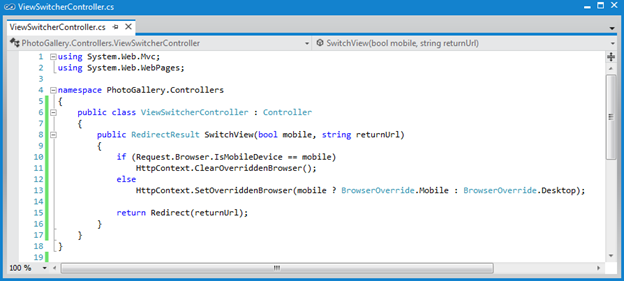 ViewSwitcherController.cs
ViewSwitcherController.cs
PhotoGallery.Controllers.ViewSwitcherController SwitchView(bool mobile, string returnUrl)
1 using System.Web.Mvc;
2 using System.Web.WebPages;
3
4 namespace PhotoGallery.Controllers
5 {
6 public class ViewSwitcherController : Controller
7 {
8 public RedirectResult SwitchView(bool mobile, string returnUrl)
9 {
10 if (Request.Browser.IsMobileDevice == mobile)
11 HttpContext.ClearOverriddenBrowser();
12 else
13 HttpContext.SetOverriddenBrowser(mobile ? BrowserOverride.Mobile : BrowserOverride.Desktop);
14
15 return Redirect(returnUrl);
16 }
17 }
18 }
19
100 %